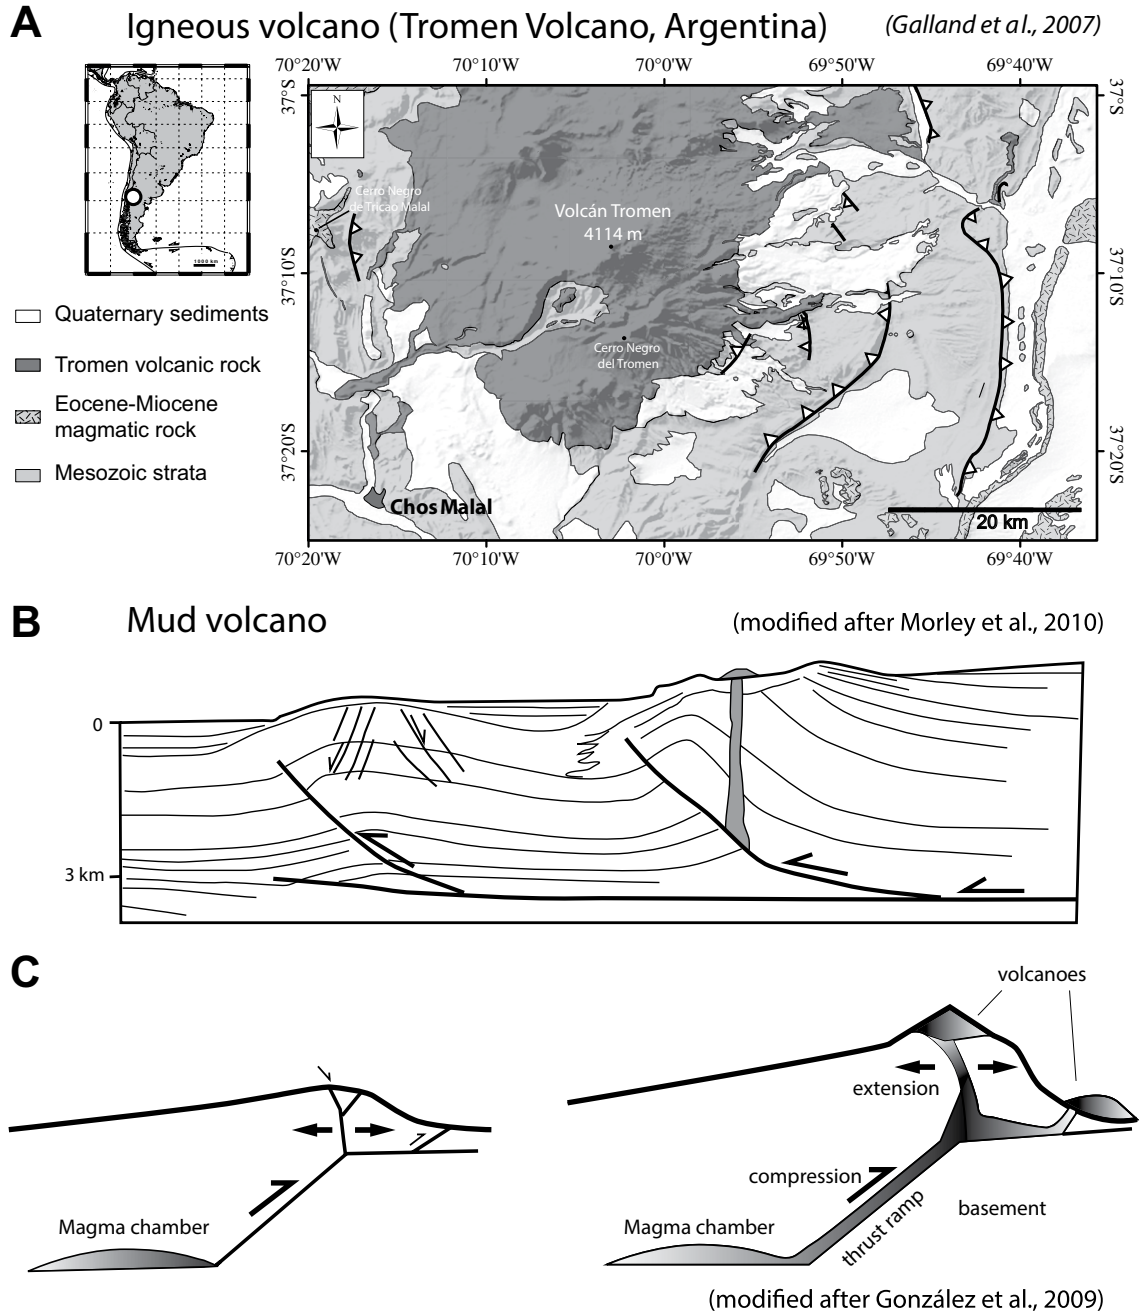 A
Igneous volcano (Tromen Volcano, Argentina)
(Galland et al., 2007)
70°20'W 70°10'W 70°00'W 69°50'W 69°40'W
37°S
37°S
N
1000 km
Cerro Negro
de Tricao Malal
Volcán Tromen
4114 m
37°10'S
37°10'S
Cerro Negro
del Tromen
Quaternary sediments
Tromen volcanic rock
Eocene-Miocene
magmatic rock
Mesozoic strata
37°20'S
37°20'S
Chos Malal
20 km
70°20'W 70°10'W 70°00'W 69°50'W 69°40'W
B
Mud volcano
(modified after Morley et al., 2010)
0
3 km
C
volcanoes
extension
compression
Magma chamber
Magma chamber
thrust ramp
basement
(modified after González et al., 2009)